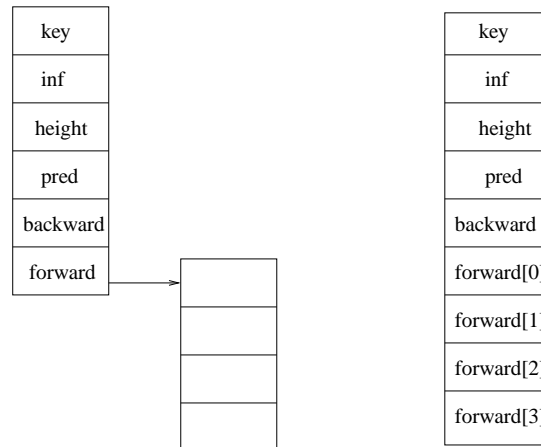 key
inf
height
pred
backward
forward
key
inf
height
pred
backward
forward[0]
forward[1]
forward[2]
forward[3]